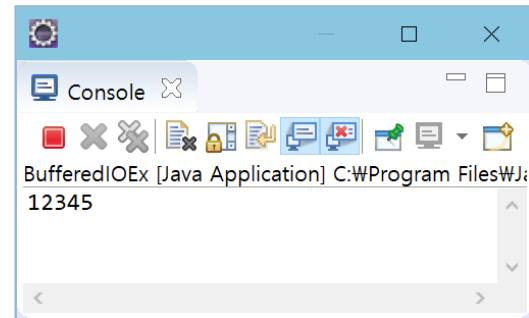 Console
BufferedIOEx [Java Application] C:₩Program Files₩Ja
12345